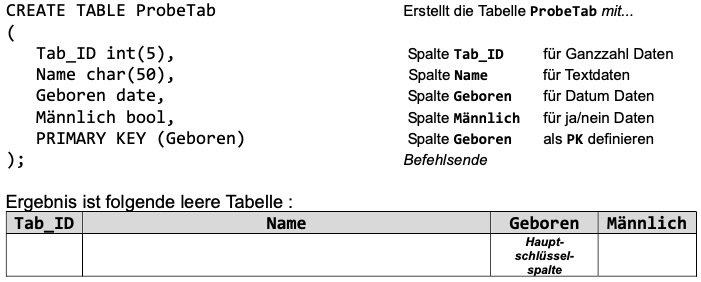 CREATE TABLE ProbeTab Erstellt die Tabelle ProbeTab mit...
(
Tab_ID int(5), Spalte Tab_ID für Ganzzahl Daten
Name char(50), Spalte Name für Textdaten
Geboren date, Spalte Geboren für Datum Daten
Männlich bool, Spalte Männlich für ja/nein Daten
PRIMARY KEY (Geboren) Spalte Geboren als PK definieren
); Befehlsende
Ergebnis ist folgende leere Tabelle :
Tab_ID Name Geboren Männlich
Haupt-
schlüssel-
spalte